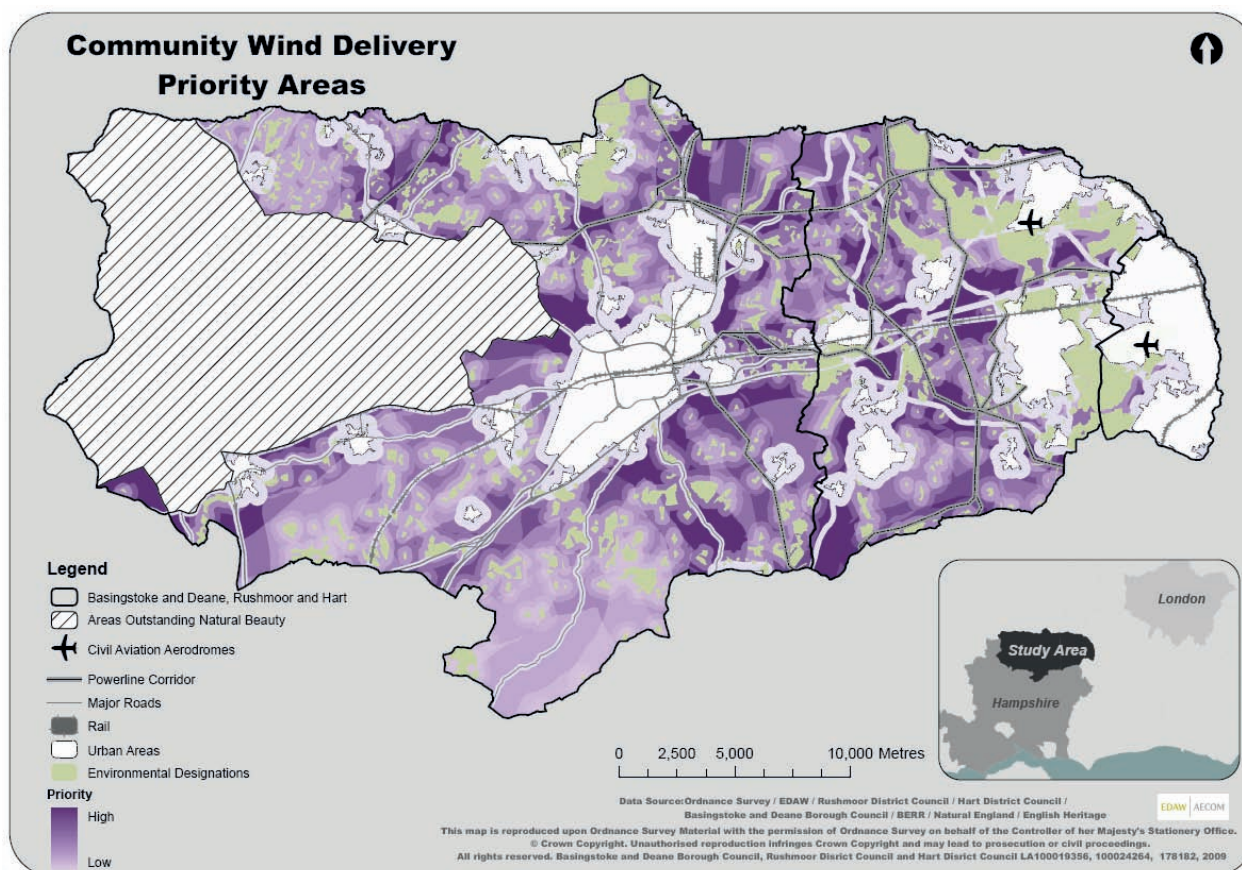 Community Wind Delivery
Priority Areas
Legend
Basingstoke and Deane, Rushmoor and Hart
Areas Outstanding Natural Beauty
Civil Aviation Aerodromes
Powerline Corridor
Major Roads
Rail
Urban Areas
Environmental Designations
Priority
High
Low
0 2,500 5,000 10,000 Metres
London
Study Area
Hampshire
Data Source:Ordnance Survey / EDAW / Rushmoor District Council / Hart District Council /
Basingstoke and Deane Borough Council / BERR / Natural England / English Heritage
EDAW AECOM
This map is reproduced upon Ordnance Survey Material with the permission of Ordnance Survey on behalf of the Controller of her Majesty's Stationery Office.
© Crown Copyright. Unauthorised reproduction infringes Crown Copyright and may lead to prosecution or civil proceedings.
All rights reserved. Basingstoke and Deane Borough Council, Rushmoor Disrict Council and Hart Disrict Council LA100019356, 100024264, 178182, 2009